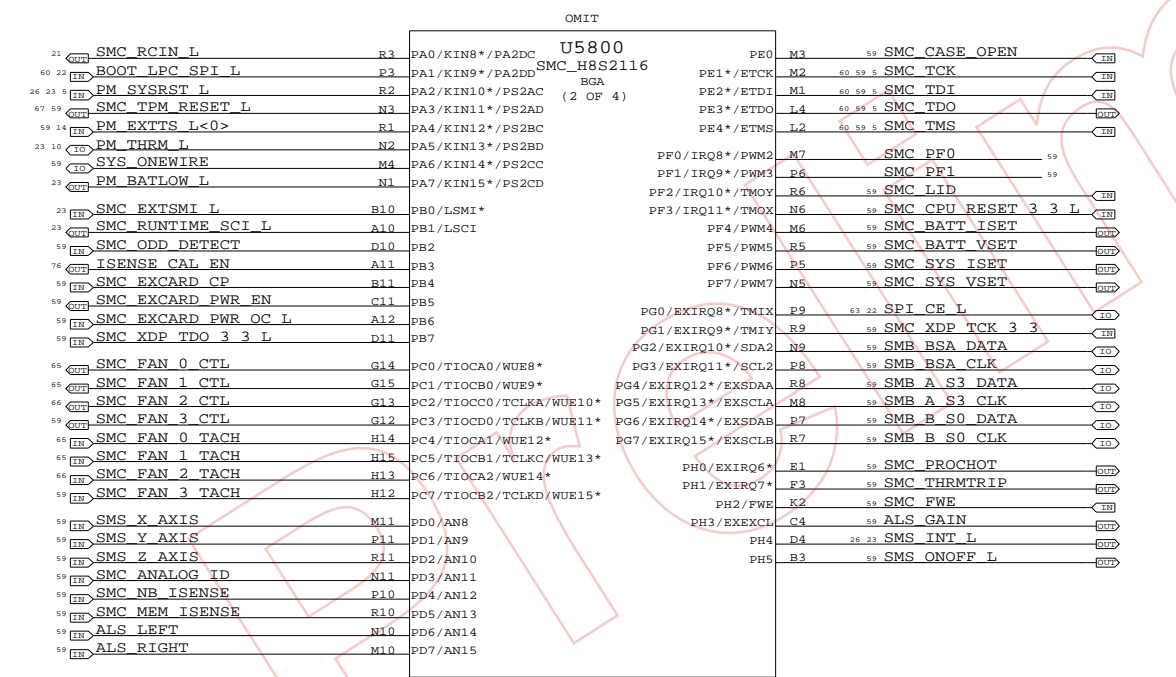 OMIT
U5800
SMC_H8S2116
BGA
(2 OF 4)
21 OUT SMC_RCIN_L R3 PA0/KIN8*/PA2DC
60 22 IN BOOT_LPC_SPI_L P3 PA1/KIN9*/PA2DD
26 23 5 IN PM_SYSRST_L R2 PA2/KIN10*/PS2AC
67 59 OUT SMC_TPM_RESET_L N3 PA3/KIN11*/PS2AD
59 14 IN PM_EXTTS_L<0> R1 PA4/KIN12*/PS2BC
23 10 IO PM_THRM_L N2 PA5/KIN13*/PS2BD
59 IO SYS_ONEWIRE M4 PA6/KIN14*/PS2CC
23 OUT PM_BATLOW_L N1 PA7/KIN15*/PS2CD
23 IN SMC_EXTSMI_L B10 PB0/LSMI*
23 OUT SMC_RUNTIME_SCI_L A10 PB1/LSCI
59 IN SMC_ODD_DETECT D10 PB2
76 OUT ISENSE_CAL_EN A11 PB3
59 IN SMC_EXCARD_CP B11 PB4
59 OUT SMC_EXCARD_PWR_EN C11 PB5
59 IN SMC_EXCARD_PWR_OC_L A12 PB6
59 IN SMC_XDP_TDO_3_3_L D11 PB7
65 OUT SMC_FAN_0_CTL G14 PC0/TIOCA0/WUE8*
65 OUT SMC_FAN_1_CTL G15 PC1/TIOCB0/WUE9*
66 OUT SMC_FAN_2_CTL G13 PC2/TIOCC0/TCLKA/WUE10*
59 OUT SMC_FAN_3_CTL G12 PC3/TIOCD0/TCLKB/WUE11*
65 IN SMC_FAN_0_TACH H14 PC4/TIOCA1/WUE12*
65 IN SMC_FAN_1_TACH H15 PC5/TIOCB1/TCLKC/WUE13*
66 IN SMC_FAN_2_TACH H13 PC6/TIOCA2/WUE14*
59 IN SMC_FAN_3_TACH H12 PC7/TIOCB2/TCLKD/WUE15*
59 IN SMS_X_AXIS M11 PD0/AN8
59 IN SMS_Y_AXIS P11 PD1/AN9
59 IN SMS_Z_AXIS R11 PD2/AN10
59 IN SMC_ANALOG_ID N11 PD3/AN11
59 IN SMC_NB_ISENSE P10 PD4/AN12
59 IN SMC_MEM_ISENSE R10 PD5/AN13
59 IN ALS_LEFT N10 PD6/AN14
59 IN ALS_RIGHT M10 PD7/AN15
PE0 M3 59 SMC_CASE_OPEN IN
PE1*/ETCK M2 60 59 5 SMC_TCK IN
PE2*/ETDI M1 60 59 5 SMC_TDI IN
PE3*/ETDO L4 60 59 5 SMC_TDO OUT
PE4*/ETMS L2 60 59 5 SMC_TMS IN
PF0/IRQ8*/PWM2 M7 SMC_PF0 59
PF1/IRQ9*/PWM3 P6 SMC_PF1 59
PF2/IRQ10*/TMOY R6 59 SMC_LID IN
PF3/IRQ11*/TMOX N6 59 SMC_CPU_RESET_3_3_L IN
PF4/PWM4 M6 59 SMC_BATT_ISET OUT
PF5/PWM5 R5 59 SMC_BATT_VSET OUT
PF6/PWM6 P5 59 SMC_SYS_ISET OUT
PF7/PWM7 N5 59 SMC_SYS_VSET OUT
PG0/EXIRQ8*/TMIX P9 63 22 SPI_CE_L IO
PG1/EXIRQ9*/TMIY R9 59 SMC_XDP_TCK_3_3 IN
PG2/EXIRQ10*/SDA2 N9 59 SMB_BSA_DATA IO
PG3/EXIRQ11*/SCL2 P8 59 SMB_BSA_CLK IO
PG4/EXIRQ12*/EXSDAA R8 59 SMB_A_S3_DATA IO
PG5/EXIRQ13*/EXSCLA M8 59 SMB_A_S3_CLK IO
PG6/EXIRQ14*/EXSDAB P7 59 SMB_B_S0_DATA IO
PG7/EXIRQ15*/EXSCLB R7 59 SMB_B_S0_CLK IO
PH0/EXIRQ6* E1 59 SMC_PROCHOT OUT
PH1/EXIRQ7* F3 59 SMC_THRMTRIP OUT
PH2/FWE K2 59 SMC_FWE IN
PH3/EXEXCL C4 59 ALS_GAIN OUT
PH4 D4 26 23 SMS_INT_L OUT
PH5 B3 59 SMS_ONOFF_L OUT
Prelim